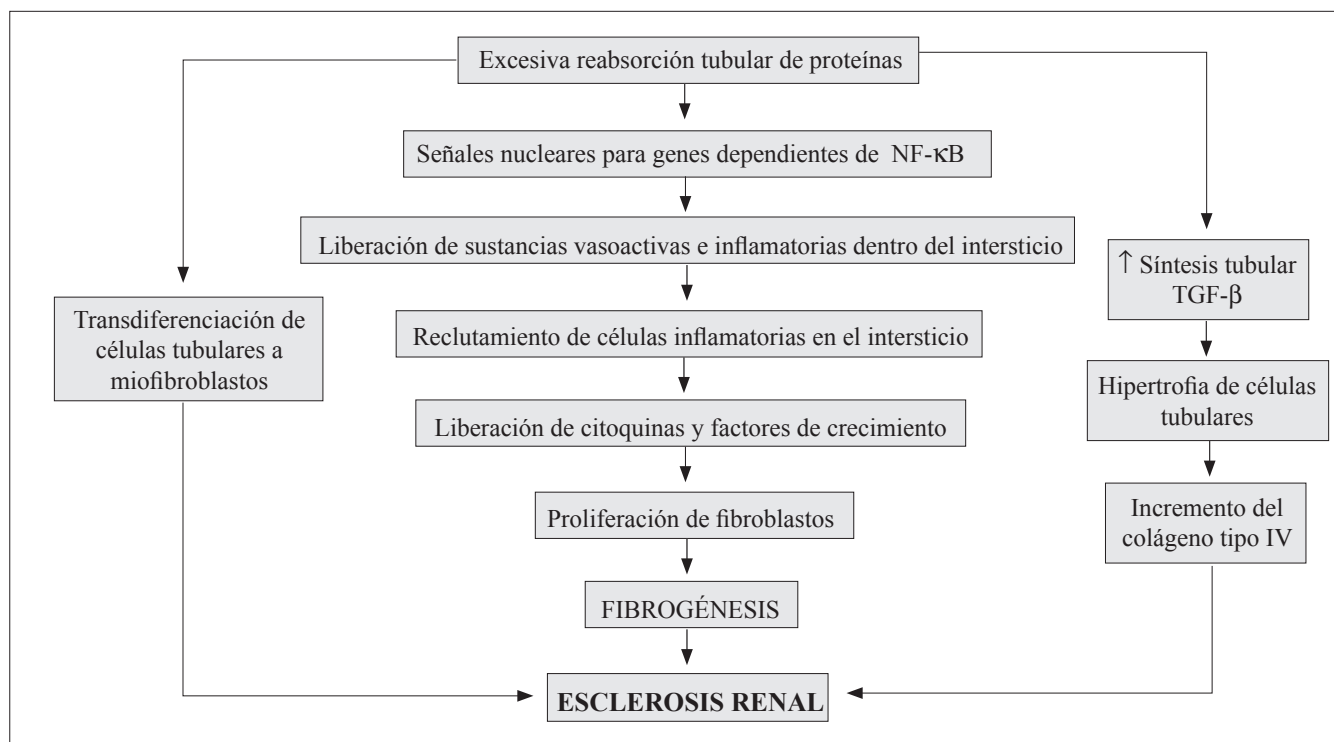 Excesiva reabsorción tubular de proteínas
Señales nucleares para genes dependientes de NF-κB
Liberación de sustancias vasoactivas e inflamatorias dentro del intersticio
↑ Síntesis tubular
TGF-β
Transdiferenciación de
células tubulares a
miofibroblastos
Reclutamiento de células inflamatorias en el intersticio
Hipertrofia de células
tubulares
Liberación de citoquinas y factores de crecimiento
Proliferación de fibroblastos
Incremento del
colágeno tipo IV
FIBROGÉNESIS
ESCLEROSIS RENAL